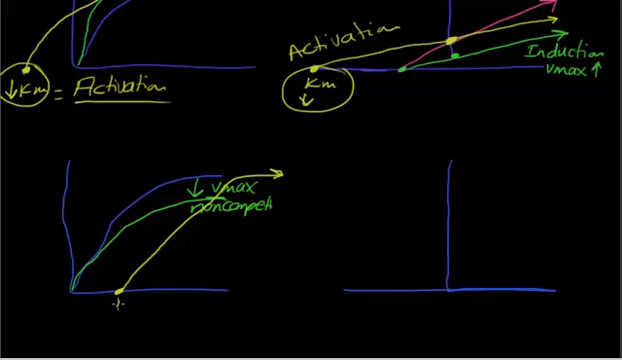 Activation
↓Km = Activation
Km
↓
Induction
vmax ↑
↓ vmax
noncompeti
-+-